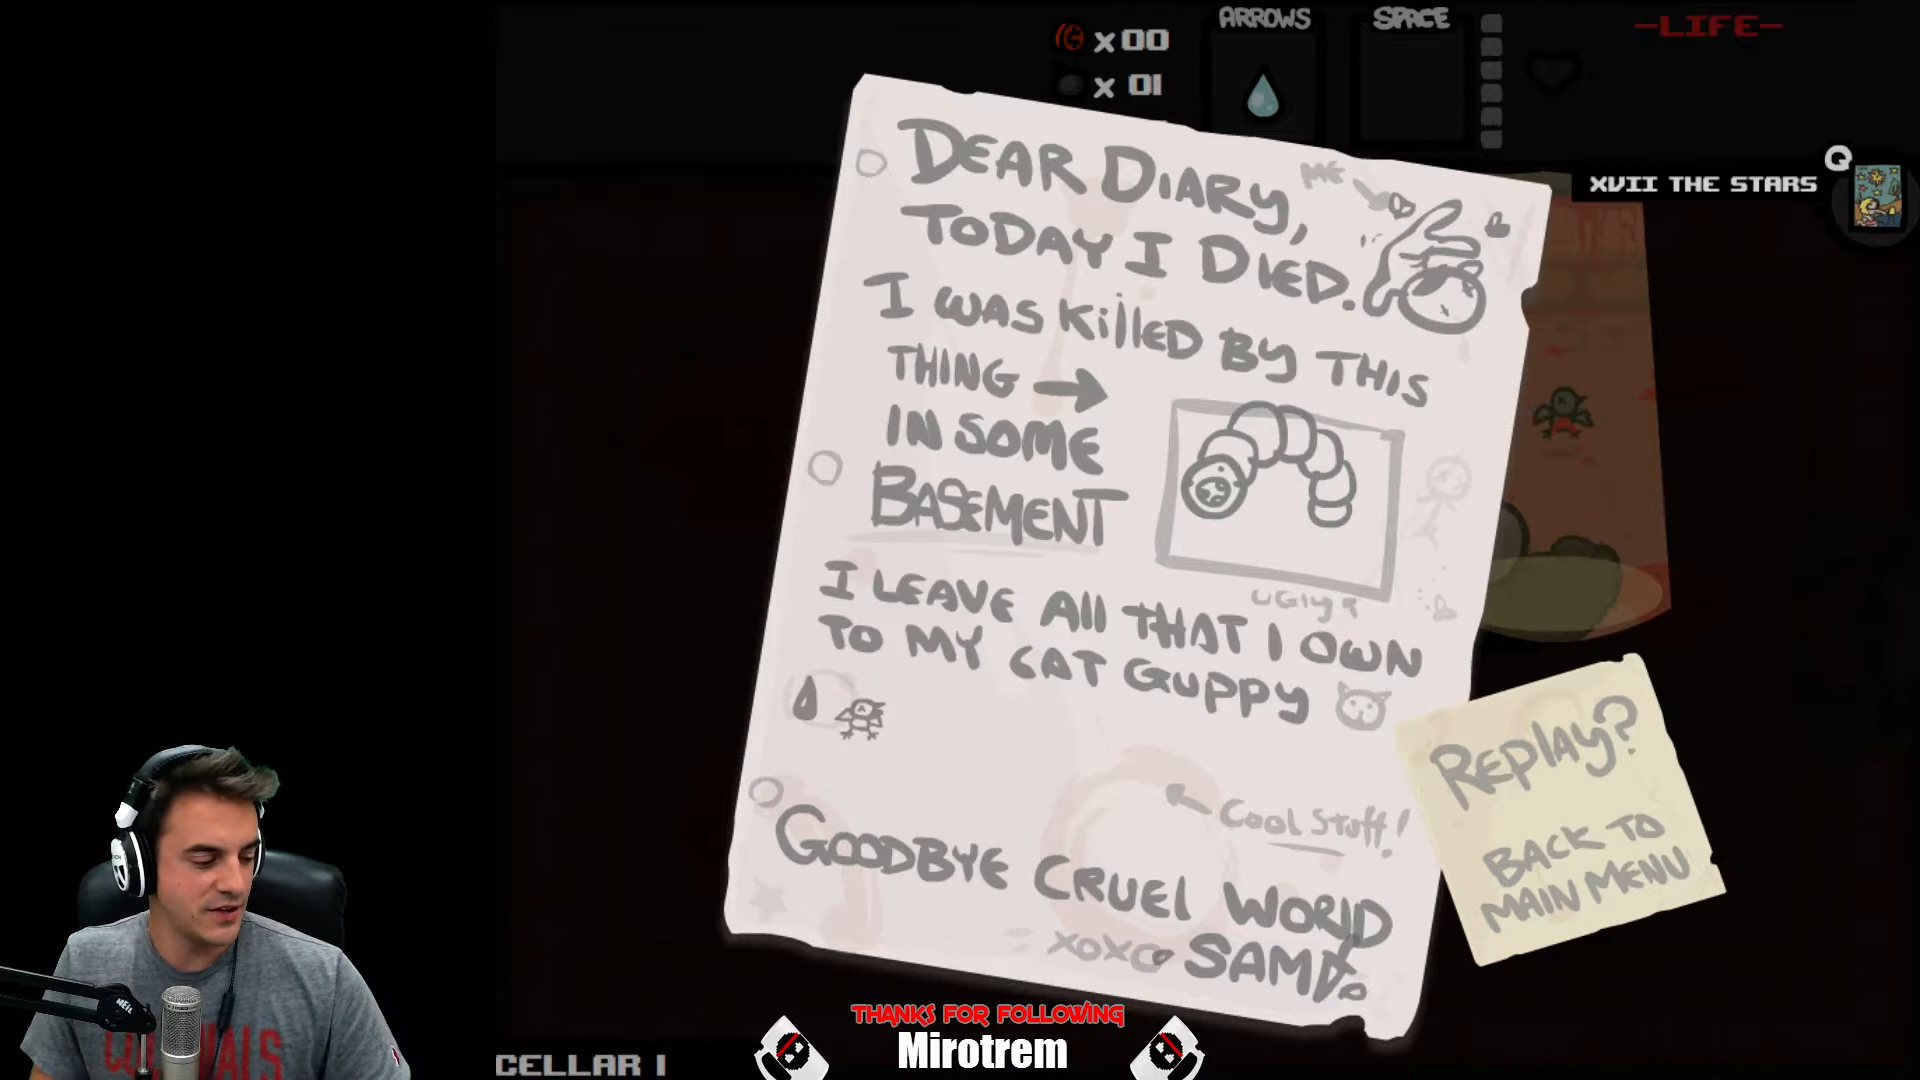 ARROWS
SPACE
-LIFE-
x 00
x 01
Q
XVII THE STARS
DEAR DIARY,
ME
TODAY I DIED.
I WAS KILLED BY THIS
THING →
IN SOME
BASEMENT
UGLY
I LEAVE ALL THAT I OWN
TO MY CAT GUPPY
COOL STUFF!
GOODBYE CRUEL WORLD
XOXO
SAM
REPLAY?
BACK TO
MAIN MENU
THANKS FOR FOLLOWING
Mirotrem
CELLAR I